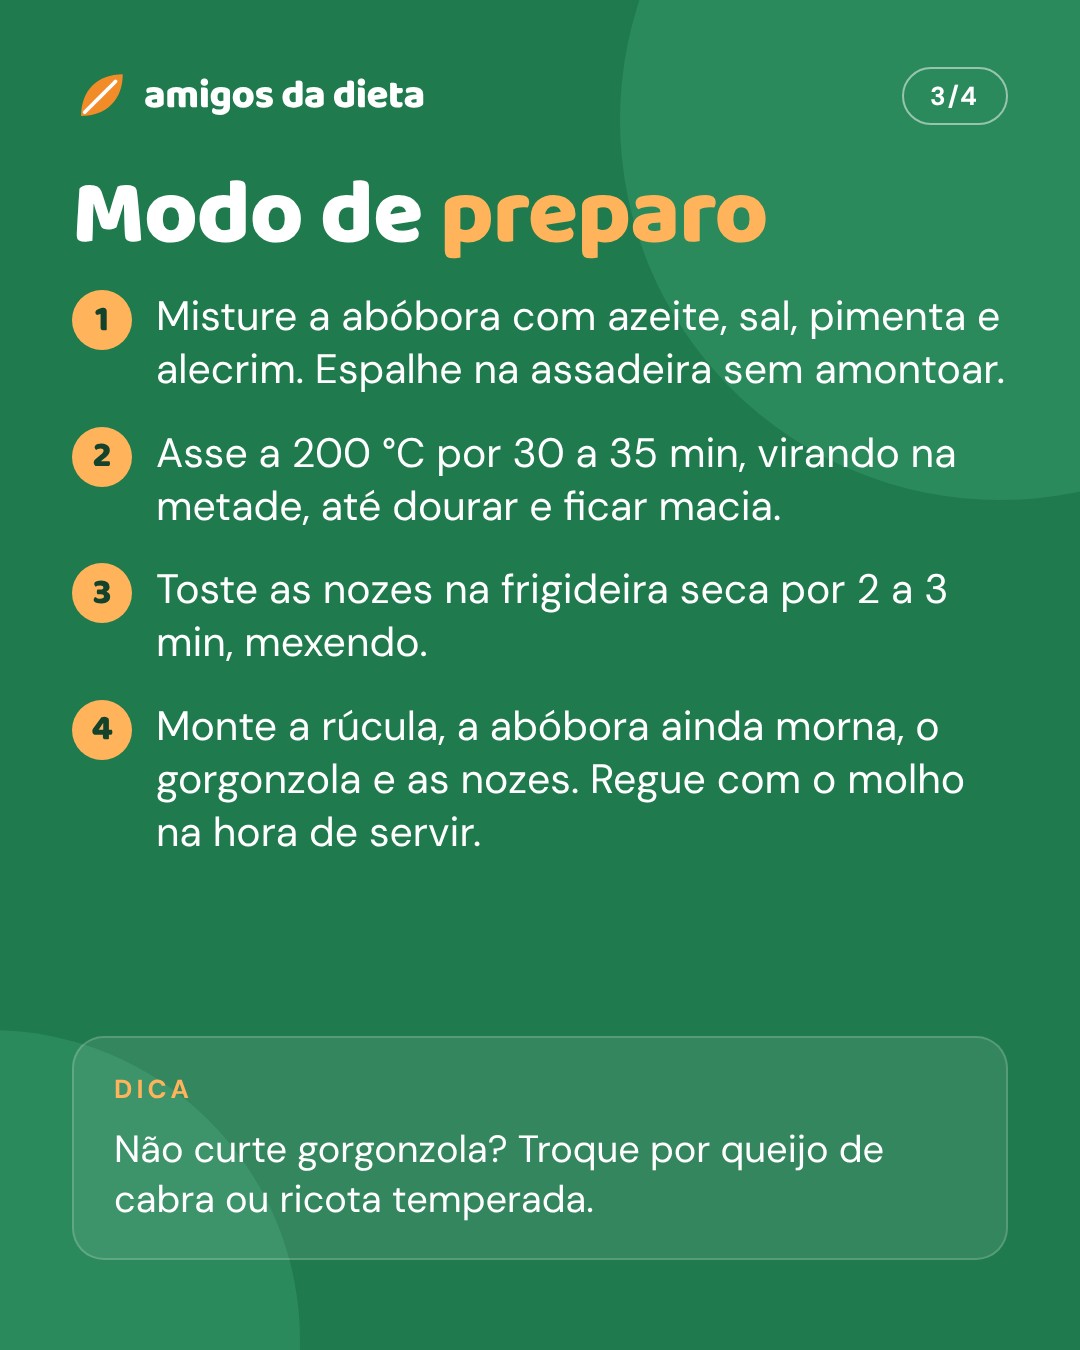 amigos da dieta
3/4
Modo de preparo
1
Misture a abóbora com azeite, sal, pimenta e
alecrim. Espalhe na assadeira sem amontoar.
2
Asse a 200 °C por 30 a 35 min, virando na
metade, até dourar e ficar macia.
3
Toste as nozes na frigideira seca por 2 a 3
min, mexendo.
4
Monte a rúcula, a abóbora ainda morna, o
gorgonzola e as nozes. Regue com o molho
na hora de servir.
DICA
Não curte gorgonzola? Troque por queijo de
cabra ou ricota temperada.